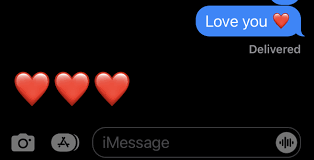 Love you ❤️
Delivered
❤️❤️❤️
iMessage